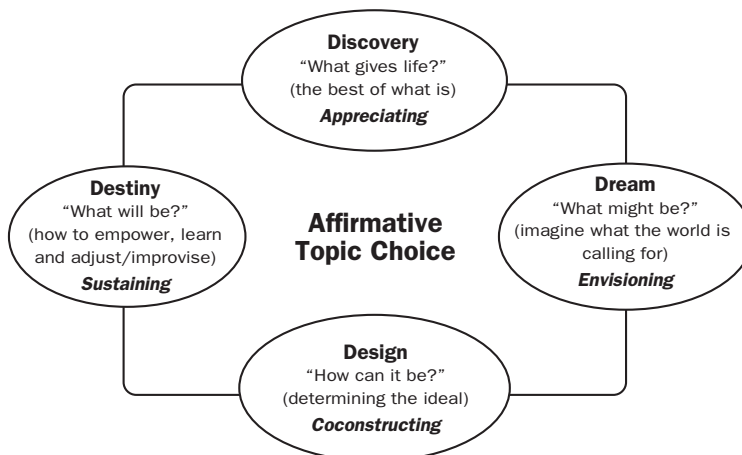 Discovery
“What gives life?”
(the best of what is)
Appreciating
Destiny
“What will be?”
(how to empower, learn
and adjust/improvise)
Sustaining
Affirmative
Topic Choice
Dream
“What might be?”
(imagine what the world is
calling for)
Envisioning
Design
“How can it be?”
(determining the ideal)
Coconstructing